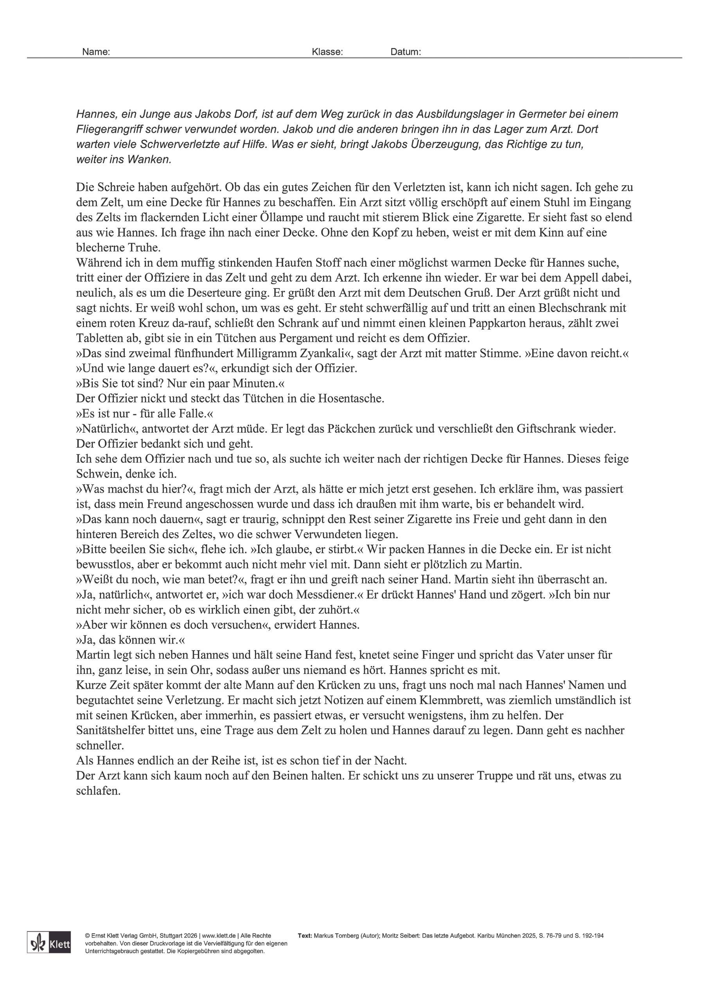 Name: Klasse: Datum:
Hannes, ein Junge aus Jakobs Dorf, ist auf dem Weg zurück in das Ausbildungslager in Germeter bei einem
Fliegerangriff schwer verwundet worden. Jakob und die anderen bringen ihn in das Lager zum Arzt. Dort
warten viele Schwerverletzte auf Hilfe. Was er sieht, bringt Jakobs Überzeugung, das Richtige zu tun,
weiter ins Wanken.
Die Schreie haben aufgehört. Ob das ein gutes Zeichen für den Verletzten ist, kann ich nicht sagen. Ich gehe zu
dem Zelt, um eine Decke für Hannes zu beschaffen. Ein Arzt sitzt völlig erschöpft auf einem Stuhl im Eingang
des Zelts im flackernden Licht einer Öllampe und raucht mit stierem Blick eine Zigarette. Er sieht fast so elend
aus wie Hannes. Ich frage ihn nach einer Decke. Ohne den Kopf zu heben, weist er mit dem Kinn auf eine
blecherne Truhe.
Während ich in dem muffig stinkenden Haufen Stoff nach einer möglichst warmen Decke für Hannes suche,
tritt einer der Offiziere in das Zelt und geht zu dem Arzt. Ich erkenne ihn wieder. Er war bei dem Appell dabei,
neulich, als es um die Deserteure ging. Er grüßt den Arzt mit dem Deutschen Gruß. Der Arzt grüßt nicht und
sagt nichts. Er weiß wohl schon, um was es geht. Er steht schwerfällig auf und tritt an einen Blechschrank mit
einem roten Kreuz da-rauf, schließt den Schrank auf und nimmt einen kleinen Pappkarton heraus, zählt zwei
Tabletten ab, gibt sie in ein Tütchen aus Pergament und reicht es dem Offizier.
»Das sind zweimal fünfhundert Milligramm Zyankali«, sagt der Arzt mit matter Stimme. »Eine davon reicht.«
»Und wie lange dauert es?«, erkundigt sich der Offizier.
»Bis Sie tot sind? Nur ein paar Minuten.«
Der Offizier nickt und steckt das Tütchen in die Hosentasche.
»Es ist nur - für alle Falle.«
»Natürlich«, antwortet der Arzt müde. Er legt das Päckchen zurück und verschließt den Giftschrank wieder.
Der Offizier bedankt sich und geht.
Ich sehe dem Offizier nach und tue so, als suchte ich weiter nach der richtigen Decke für Hannes. Dieses feige
Schwein, denke ich.
»Was machst du hier?«, fragt mich der Arzt, als hätte er mich jetzt erst gesehen. Ich erkläre ihm, was passiert
ist, dass mein Freund angeschossen wurde und dass ich draußen mit ihm warte, bis er behandelt wird.
»Das kann noch dauern«, sagt er traurig, schnippt den Rest seiner Zigarette ins Freie und geht dann in den
hinteren Bereich des Zeltes, wo die schwer Verwundeten liegen.
»Bitte beeilen Sie sich«, flehe ich. »Ich glaube, er stirbt.« Wir packen Hannes in die Decke ein. Er ist nicht
bewusstlos, aber er bekommt auch nicht mehr viel mit. Dann sieht er plötzlich zu Martin.
»Weißt du noch, wie man betet?«, fragt er ihn und greift nach seiner Hand. Martin sieht ihn überrascht an.
»Ja, natürlich«, antwortet er, »ich war doch Messdiener.« Er drückt Hannes' Hand und zögert. »Ich bin nur
nicht mehr sicher, ob es wirklich einen gibt, der zuhört.«
»Aber wir können es doch versuchen«, erwidert Hannes.
»Ja, das können wir.«
Martin legt sich neben Hannes und hält seine Hand fest, knetet seine Finger und spricht das Vater unser für
ihn, ganz leise, in sein Ohr, sodass außer uns niemand es hört. Hannes spricht es mit.
Kurze Zeit später kommt der alte Mann auf den Krücken zu uns, fragt uns noch mal nach Hannes' Namen und
begutachtet seine Verletzung. Er macht sich jetzt Notizen auf einem Klemmbrett, was ziemlich umständlich ist
mit seinen Krücken, aber immerhin, es passiert etwas, er versucht wenigstens, ihm zu helfen. Der
Sanitätshelfer bittet uns, eine Trage aus dem Zelt zu holen und Hannes darauf zu legen. Dann geht es nachher
schneller.
Als Hannes endlich an der Reihe ist, ist es schon tief in der Nacht.
Der Arzt kann sich kaum noch auf den Beinen halten. Er schickt uns zu unserer Truppe und rät uns, etwas zu
schlafen.
Klett
© Ernst Klett Verlag GmbH, Stuttgart 2026 | www.klett.de | Alle Rechte
vorbehalten. Von dieser Druckvorlage ist die Vervielfältigung für den eigenen
Unterrichtsgebrauch gestattet. Die Kopiergebühren sind abgegolten.
Text: Markus Tomberg (Autor); Moritz Seibert: Das letzte Aufgebot. Karibu München 2025, S. 76-79 und S. 192-194